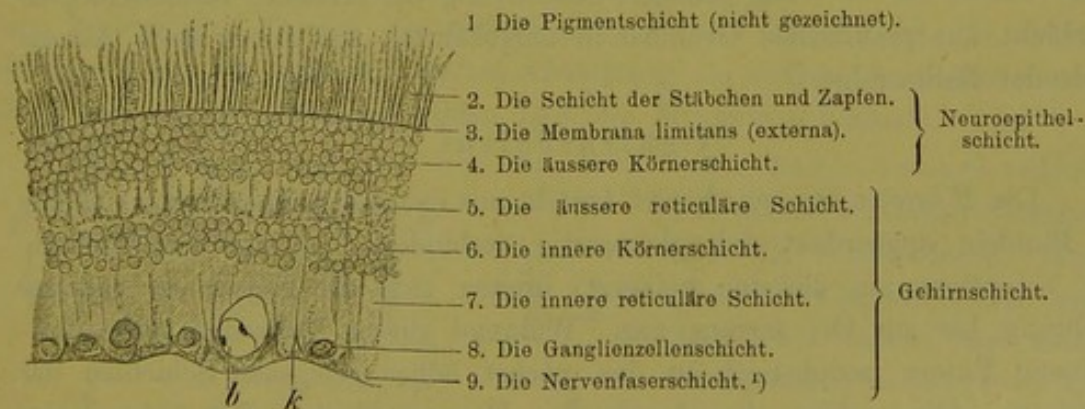 1 Die Pigmentschicht (nicht gezeichnet).
2. Die Schicht der Stäbchen und Zapfen.
3. Die Membrana limitans (externa).
4. Die äussere Körnerschicht.
Neuroepithel-
schicht.
5. Die äussere reticuläre Schicht.
6. Die innere Körnerschicht.
7. Die innere reticuläre Schicht.
8. Die Ganglienzellenschicht.
9. Die Nervenfaserschicht. ¹)
Gehirnschicht.
b k